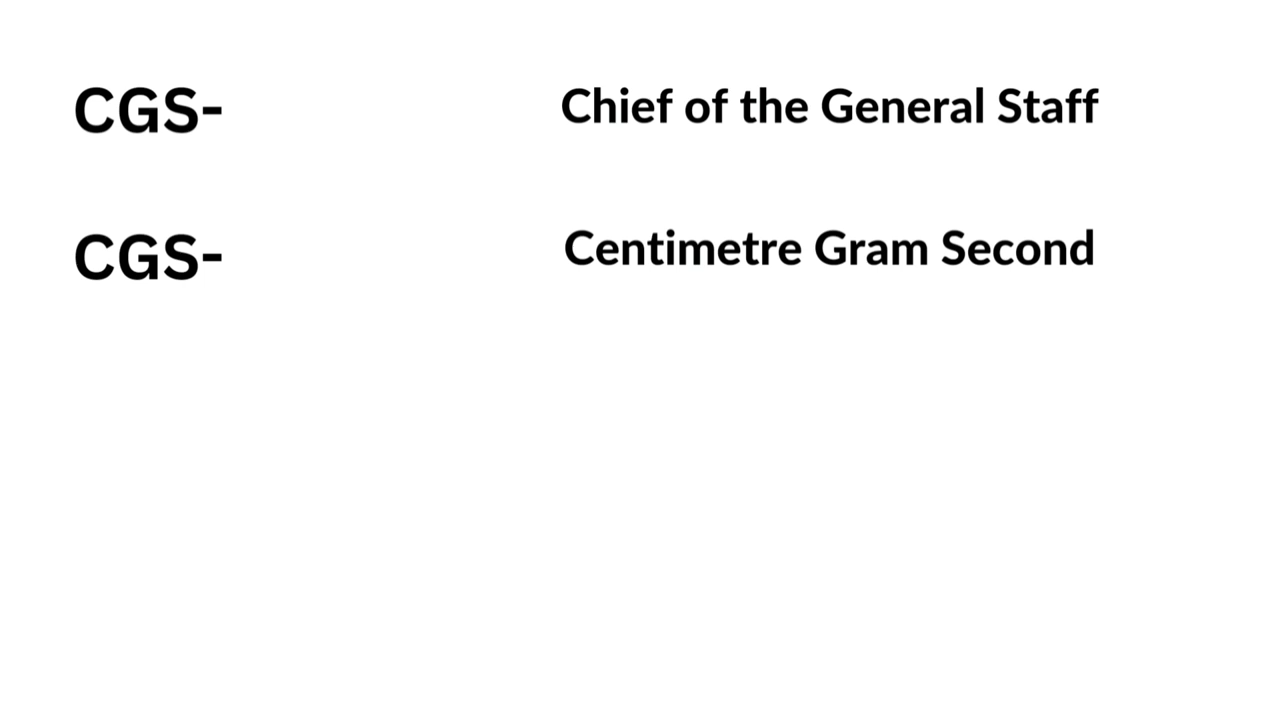 CGS- Chief of the General Staff
CGS- Centimetre Gram Second